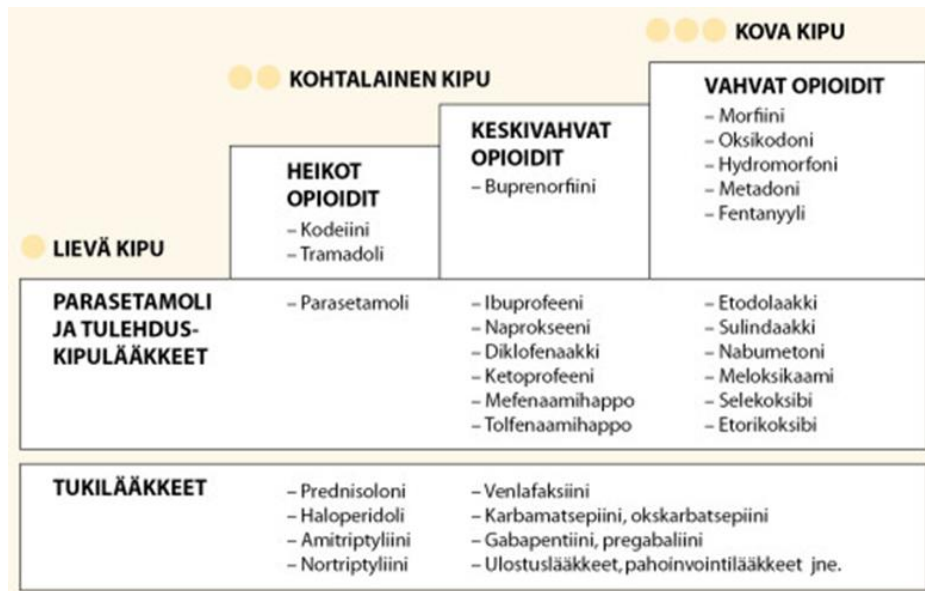 KOVA KIPU
KOHTALAINEN KIPU
VAHVAT OPIOIDIT
– Morfiini
– Oksikodoni
– Hydromorfoni
– Metadoni
– Fentanyyli
KESKIVAHVAT
OPIOIDIT
– Buprenorfiini
HEIKOT
OPIOIDIT
– Kodeiini
– Tramadoli
LIEVÄ KIPU
PARASETAMOLI
JA TULEHDUS-
KIPULÄÄKKEET
– Parasetamoli
– Ibuprofeeni
– Naprokseeni
– Diklofenaakki
– Ketoprofeeni
– Mefenaamihappo
– Tolfenaamihappo
– Etodolaakki
– Sulindaakki
– Nabumetoni
– Meloksikaami
– Selekoksibi
– Etorikoksibi
TUKILÄÄKKEET
– Prednisoloni
– Haloperidoli
– Amitriptyliini
– Nortriptyliini
– Venlafaksiini
– Karbamatsepiini, okskarbatsepiini
– Gabapentiini, pregabaliini
– Ulostuslääkkeet, pahoinvointilääkkeet jne.